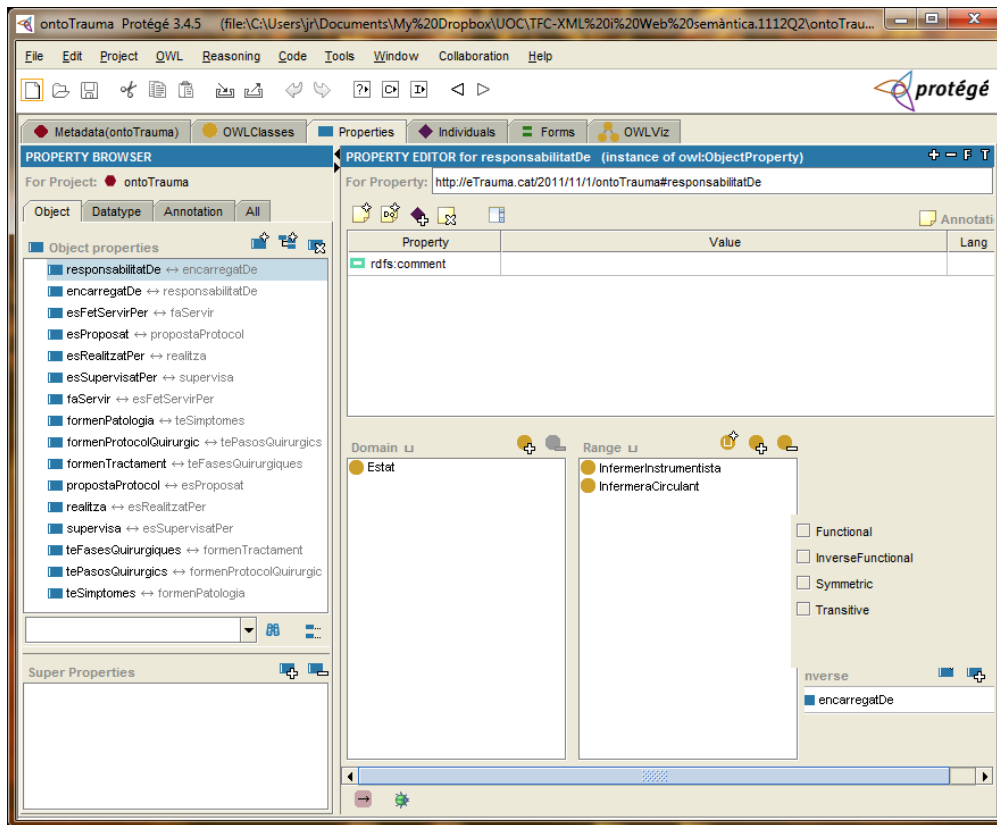 ontoTrauma Protégé 3.4.5 (file:\C:\Users\jr\Documents\My%20Dropbox\UOC\TFC-XML%20i%20Web%20semàntica.1112Q2\ontoTrau...
File Edit Project OWL Reasoning Code Tools Window Collaboration Help
protégé
Metadata(ontoTrauma) OWLClasses Properties Individuals Forms OWLViz
PROPERTY BROWSER
For Project: ontoTrauma
Object Datatype Annotation All
Object properties
responsabilitatDe ↔ encarregatDe
encarregatDe ↔ responsabilitatDe
esFetServirPer ↔ faServir
esProposat ↔ propostaProtocol
esRealitzatPer ↔ realitza
esSupervisatPer ↔ supervisa
faServir ↔ esFetServirPer
formenPatologia ↔ teSimptomes
formenProtocolQuirurgic ↔ tePasosQuirurgics
formenTractament ↔ teFasesQuirurgiques
propostaProtocol ↔ esProposat
realitza ↔ esRealitzatPer
supervisa ↔ esSupervisatPer
teFasesQuirurgiques ↔ formenTractament
tePasosQuirurgics ↔ formenProtocolQuirurgic
teSimptomes ↔ formenPatologia
Super Properties
PROPERTY EDITOR for responsabilitatDe (instance of owl:ObjectProperty) + − F T
For Property: http://eTrauma.cat/2011/11/1/ontoTrauma#responsabilitatDe
Annotati
Property Value Lang
rdfs:comment
Domain ⊔
Estat
Range ⊔
InfermerInstrumentista
InfermeraCirculant
Functional
InverseFunctional
Symmetric
Transitive
nverse
encarregatDe